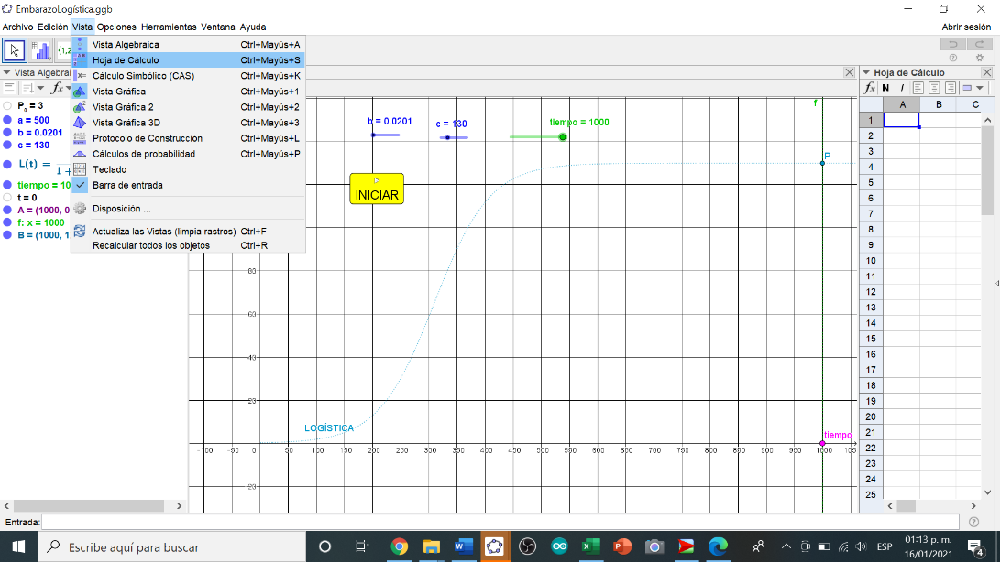 EmbarazoLogística.ggb
Archivo Edición Vista Opciones Herramientas Ventana Ayuda
Abrir sesión
Vista Algebraica Ctrl+Mayús+A
Hoja de Cálculo Ctrl+Mayús+S
Cálculo Simbólico (CAS) Ctrl+Mayús+K
Vista Gráfica Ctrl+Mayús+1
Vista Gráfica 2 Ctrl+Mayús+2
Vista Gráfica 3D Ctrl+Mayús+3
Protocolo de Construcción Ctrl+Mayús+L
Cálculos de probabilidad Ctrl+Mayús+P
Teclado
Barra de entrada
Disposición ...
Actualiza las Vistas (limpia rastros) Ctrl+F
Recalcular todos los objetos Ctrl+R
{1,2
Vista Algebrai
fx
P₀ = 3
a = 500
b = 0.0201
c = 130
L(t) =
1 +
tiempo = 10
t = 0
A = (1000, 0
f: x = 1000
B = (1000, 1
b = 0.0201
c = 130
tiempo = 1000
f
P
INICIAR
LOGÍSTICA
tiempo
80
60
40
20
-100 -50 0 50 100 150 200 250 300 350 400 450 500 550 600 650 700 750 800 850 900 950 1000 105
Hoja de Cálculo
fx N I
A B C
1
2
3
4
5
6
7
8
9
10
11
12
13
14
15
16
17
18
19
20
21
22
23
24
25
Entrada:
Escribe aquí para buscar
ESP
01:13 p. m.
16/01/2021
4